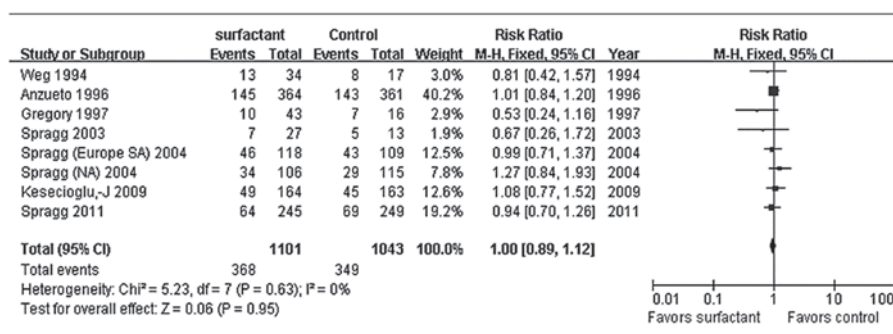 surfactant Control Risk Ratio Risk Ratio
Study or Subgroup Events Total Events Total Weight M-H, Fixed, 95% CI Year M-H, Fixed, 95% CI
Weg 1994 13 34 8 17 3.0% 0.81 [0.42, 1.57] 1994
Anzueto 1996 145 364 143 361 40.2% 1.01 [0.84, 1.20] 1996
Gregory 1997 10 43 7 16 2.9% 0.53 [0.24, 1.16] 1997
Spragg 2003 7 27 5 13 1.9% 0.67 [0.26, 1.72] 2003
Spragg (Europe SA) 2004 46 118 43 109 12.5% 0.99 [0.71, 1.37] 2004
Spragg (NA) 2004 34 106 29 115 7.8% 1.27 [0.84, 1.93] 2004
Kesecioglu,-J 2009 49 164 45 163 12.6% 1.08 [0.77, 1.52] 2009
Spragg 2011 64 245 69 249 19.2% 0.94 [0.70, 1.26] 2011
Total (95% CI) 1101 1043 100.0% 1.00 [0.89, 1.12]
Total events 368 349
Heterogeneity: Chi² = 5.23, df = 7 (P = 0.63); I² = 0%
Test for overall effect: Z = 0.06 (P = 0.95)
0.01 0.1 1 10 100
Favors surfactant Favors control